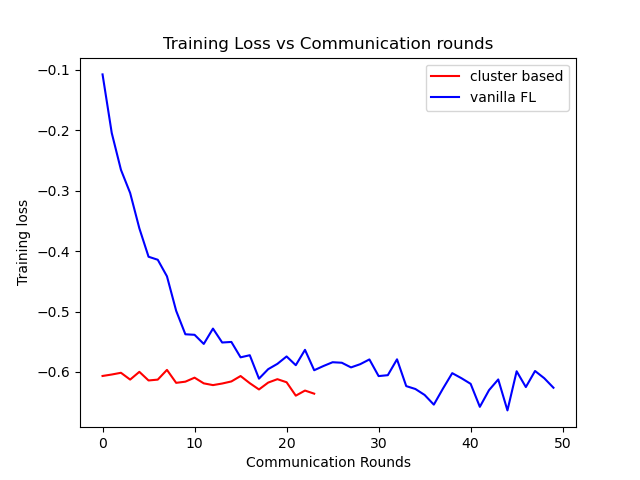 Training Loss vs Communication rounds
cluster based
vanilla FL
−0.1
−0.2
−0.3
−0.4
−0.5
−0.6
Training loss
0 10 20 30 40 50
Communication Rounds